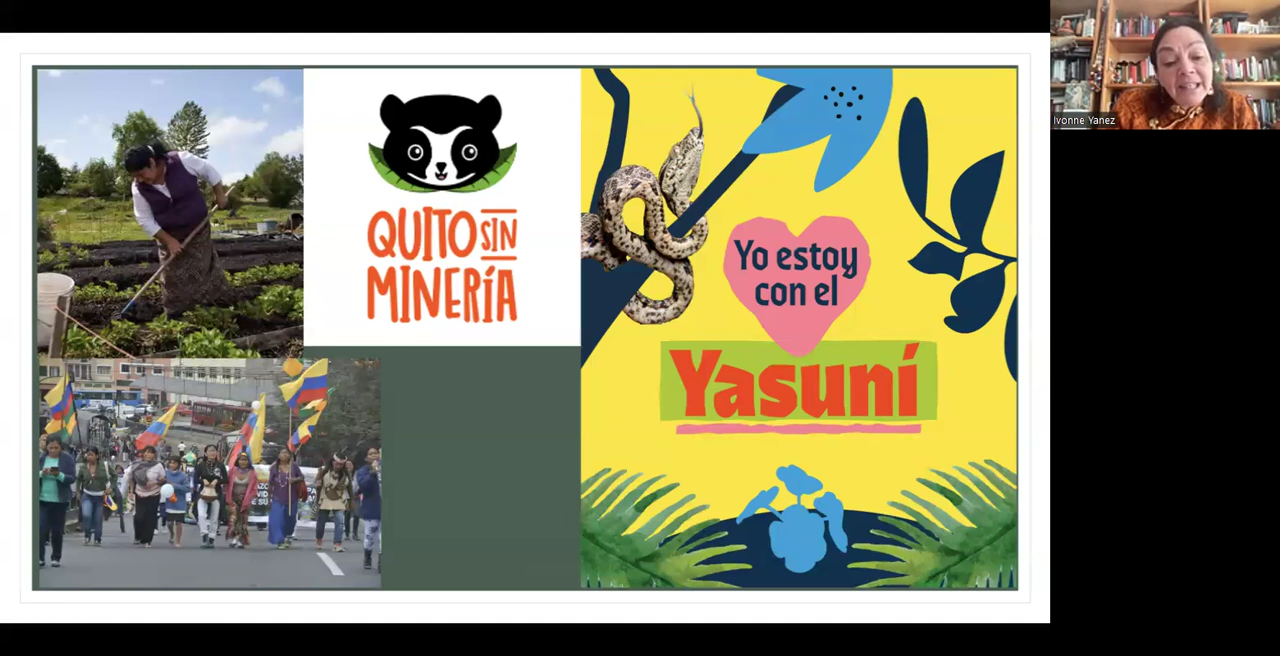 QUITO SIN
MINERÍA
Yo estoy
con el
Yasuní
Ivonne Yanez